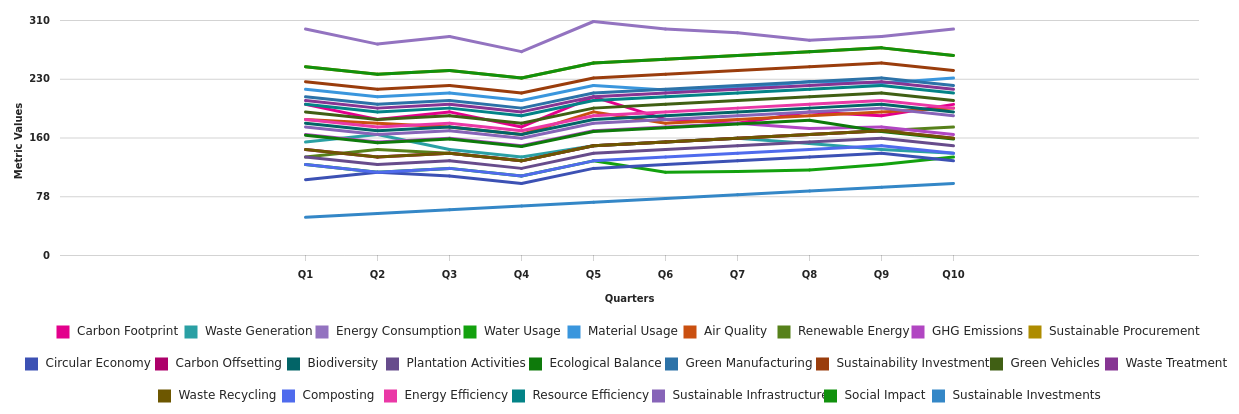 310
230
160
78
0
Metric Values
Q1 Q2 Q3 Q4 Q5 Q6 Q7 Q8 Q9 Q10
Quarters
Carbon Footprint Waste Generation Energy Consumption Water Usage Material Usage Air Quality Renewable Energy GHG Emissions Sustainable Procurement
Circular Economy Carbon Offsetting Biodiversity Plantation Activities Ecological Balance Green Manufacturing Sustainability Investment Green Vehicles Waste Treatment
Waste Recycling Composting Energy Efficiency Resource Efficiency Sustainable Infrastructure Social Impact Sustainable Investments